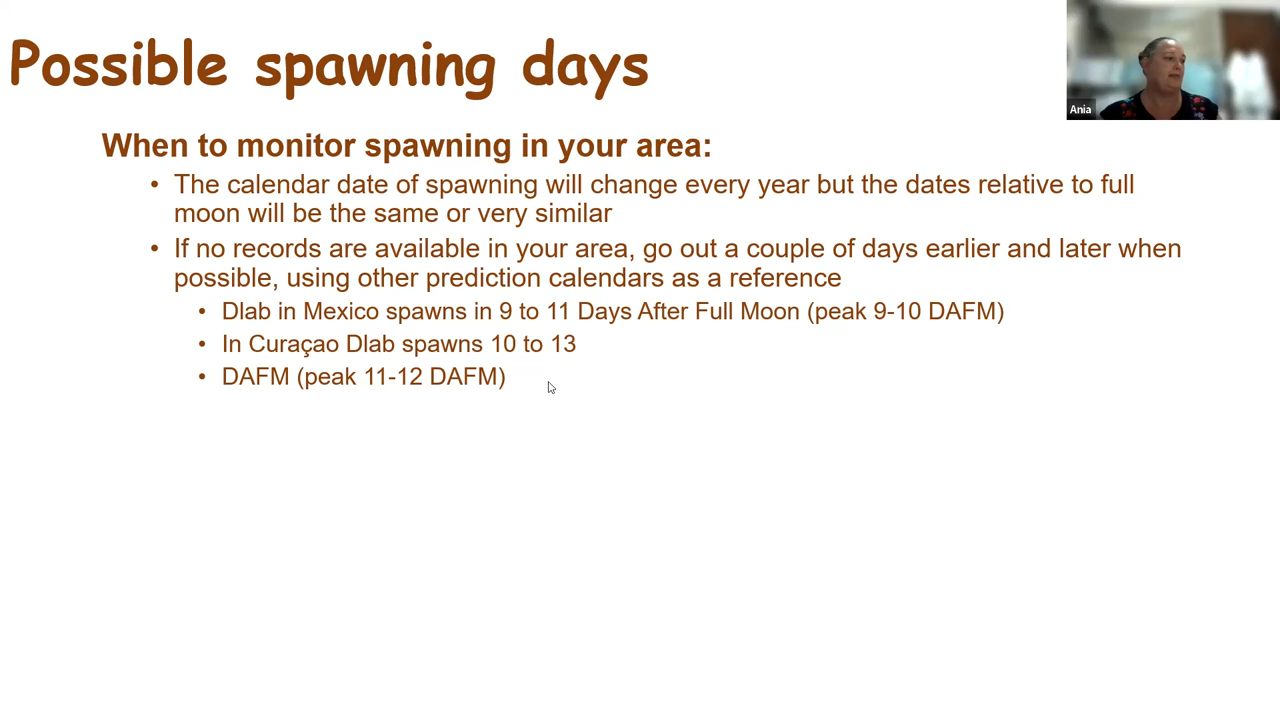 Possible spawning days
Ania
When to monitor spawning in your area:
• The calendar date of spawning will change every year but the dates relative to full
moon will be the same or very similar
• If no records are available in your area, go out a couple of days earlier and later when
possible, using other prediction calendars as a reference
• Dlab in Mexico spawns in 9 to 11 Days After Full Moon (peak 9-10 DAFM)
• In Curaçao Dlab spawns 10 to 13
• DAFM (peak 11-12 DAFM)